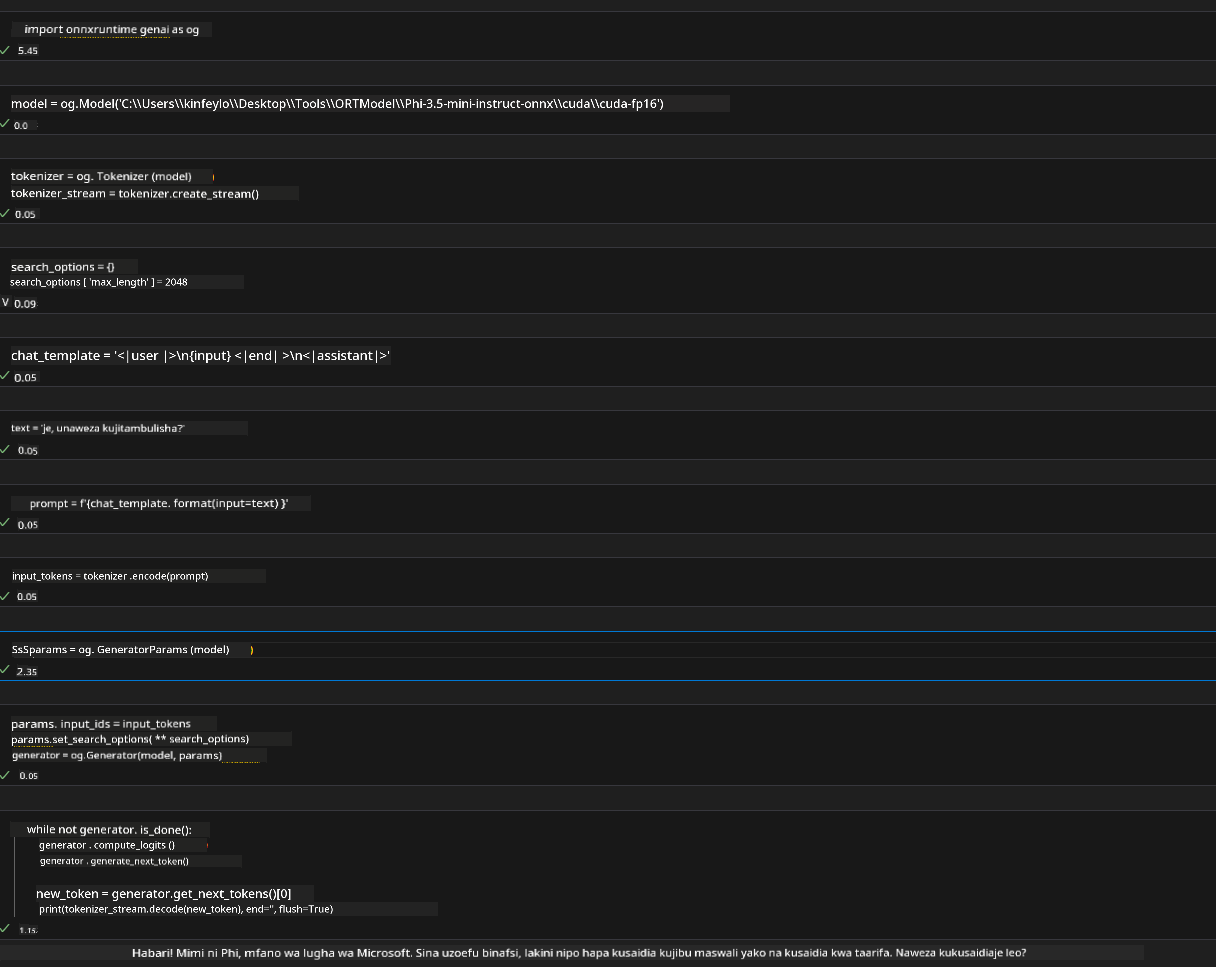 import onnxruntime genai as og
5.45
model = og.Model('C:\\Users\\kinfeylo\\Desktop\\Tools\\ORTModel\\Phi-3.5-mini-instruct-onnx\\cuda\\cuda-fp16')
0.0
tokenizer = og. Tokenizer (model) )
tokenizer_stream = tokenizer.create_stream()
0.05
search_options = {}
search_options [ 'max_length' ] = 2048
V 0.09
chat_template = '<|user |>\n{input} <|end| >\n<|assistant|>'
0.05
text = 'je, unaweza kujitambulisha?'
0.05
prompt = f'{chat_template. format(input=text) }'
0.05
input_tokens = tokenizer .encode(prompt)
0.05
SsSparams = og. GeneratorParams (model) )
2.35
params. input_ids = input_tokens
params.set_search_options( ** search_options)
generator = og.Generator(model, params)
0.05
while not generator. is_done():
generator . compute_logits ()
generator . generate_next_token()
new_token = generator.get_next_tokens()[0]
print(tokenizer_stream.decode(new_token), end='', flush=True)
1.1s.
Habari! Mimi ni Phi, mfano wa lugha wa Microsoft. Sina uzoefu binafsi, lakini nipo hapa kusaidia kujibu maswali yako na kusaidia kwa taarifa. Naweza kukusaidiaje leo?